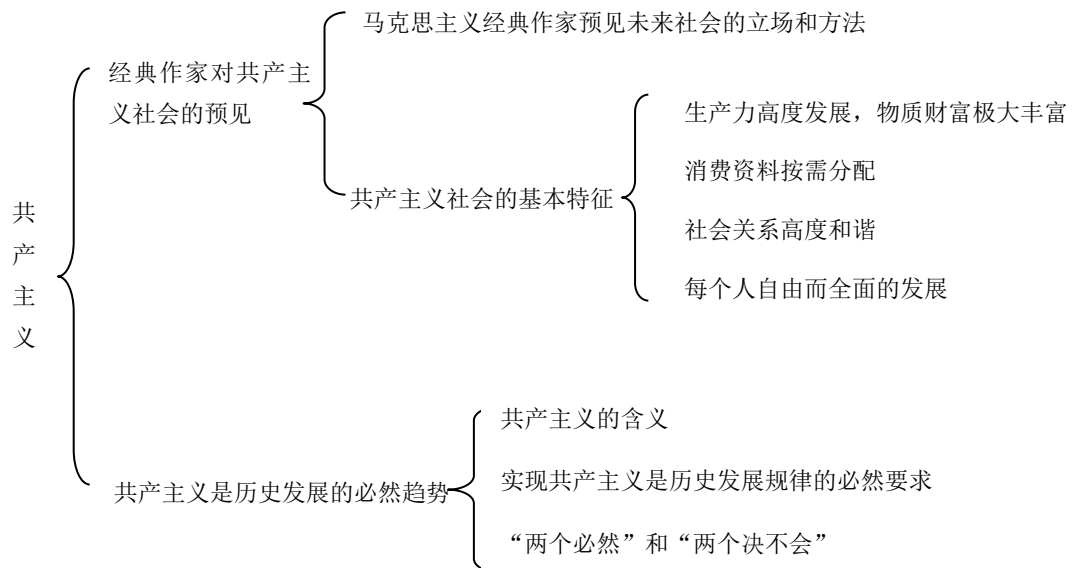 共产主义
经典作家对共产主
义社会的预见
马克思主义经典作家预见未来社会的立场和方法
共产主义社会的基本特征
生产力高度发展，物质财富极大丰富
消费资料按需分配
社会关系高度和谐
每个人自由而全面的发展
共产主义是历史发展的必然趋势
共产主义的含义
实现共产主义是历史发展规律的必然要求
“两个必然”和“两个决不会”